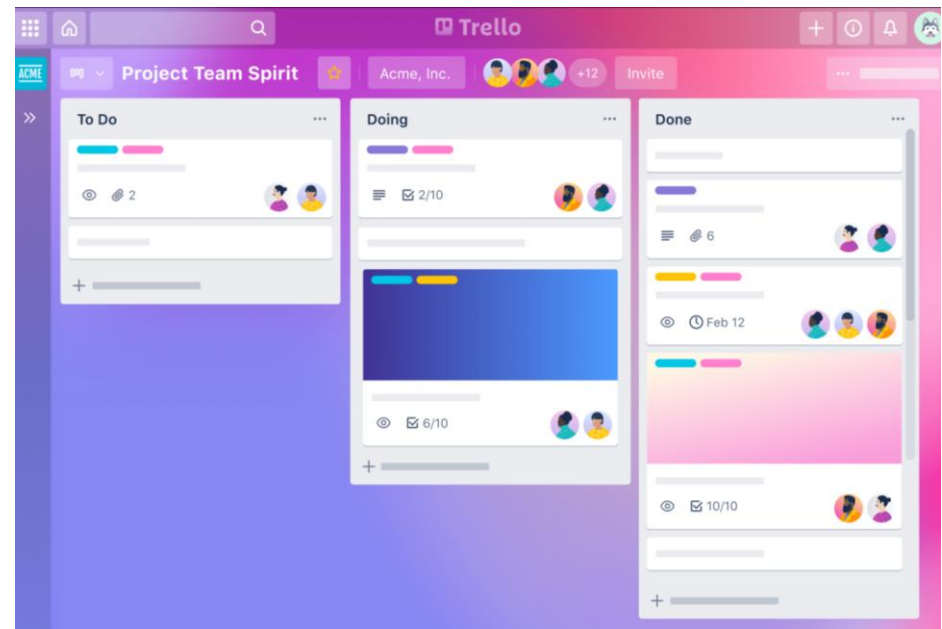 Trello
ACME
Project Team Spirit
Acme, Inc.
+12
Invite
To Do
2
Doing
2/10
6/10
Done
6
Feb 12
10/10